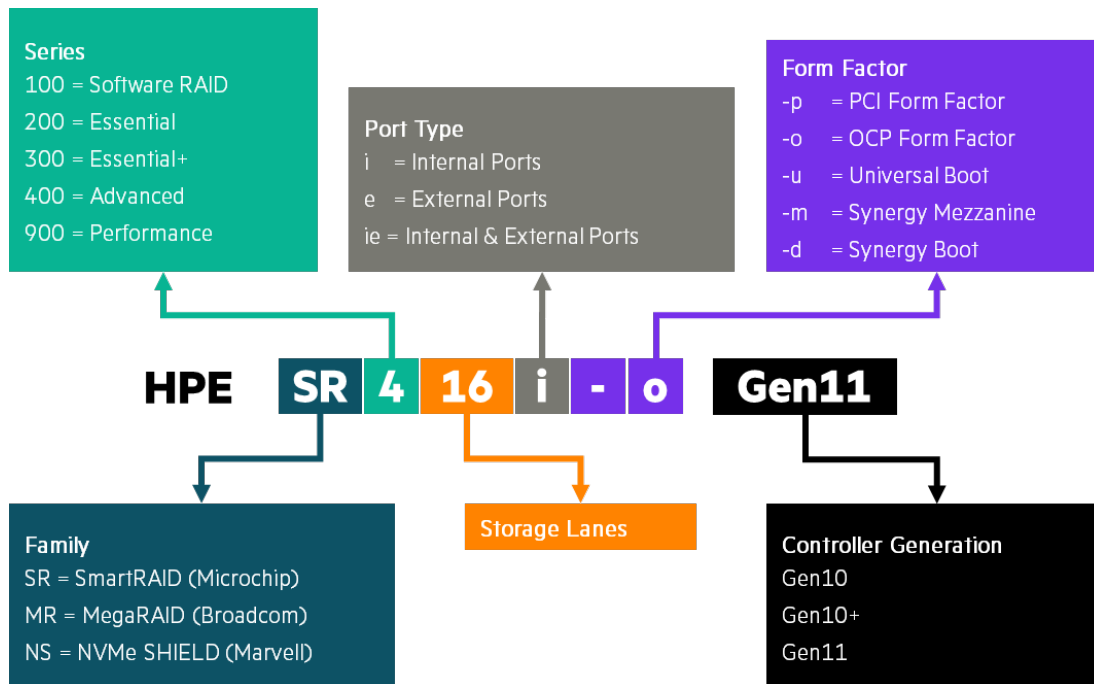 Series
100 = Software RAID
200 = Essential
300 = Essential+
400 = Advanced
900 = Performance
Port Type
i = Internal Ports
e = External Ports
ie = Internal & External Ports
Form Factor
-p = PCI Form Factor
-o = OCP Form Factor
-u = Universal Boot
-m = Synergy Mezzanine
-d = Synergy Boot
HPE SR 4 16 i - o Gen11
Family
SR = SmartRAID (Microchip)
MR = MegaRAID (Broadcom)
NS = NVMe SHIELD (Marvell)
Storage Lanes
Controller Generation
Gen10
Gen10+
Gen11